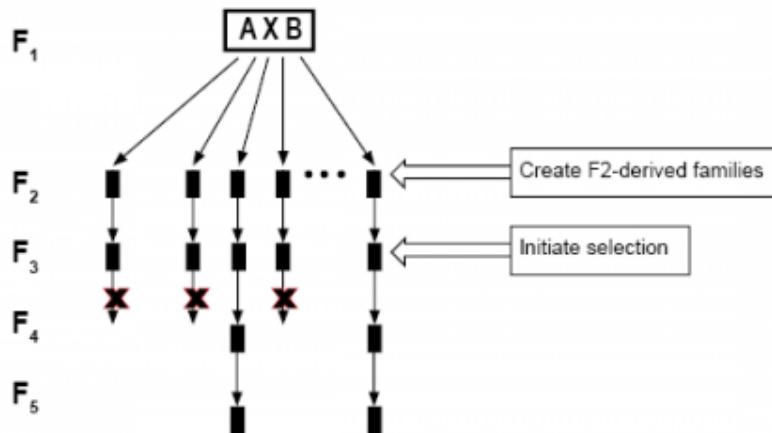 A X B
F1
F2
Create F2-derived families
F3
Initiate selection
F4
F5